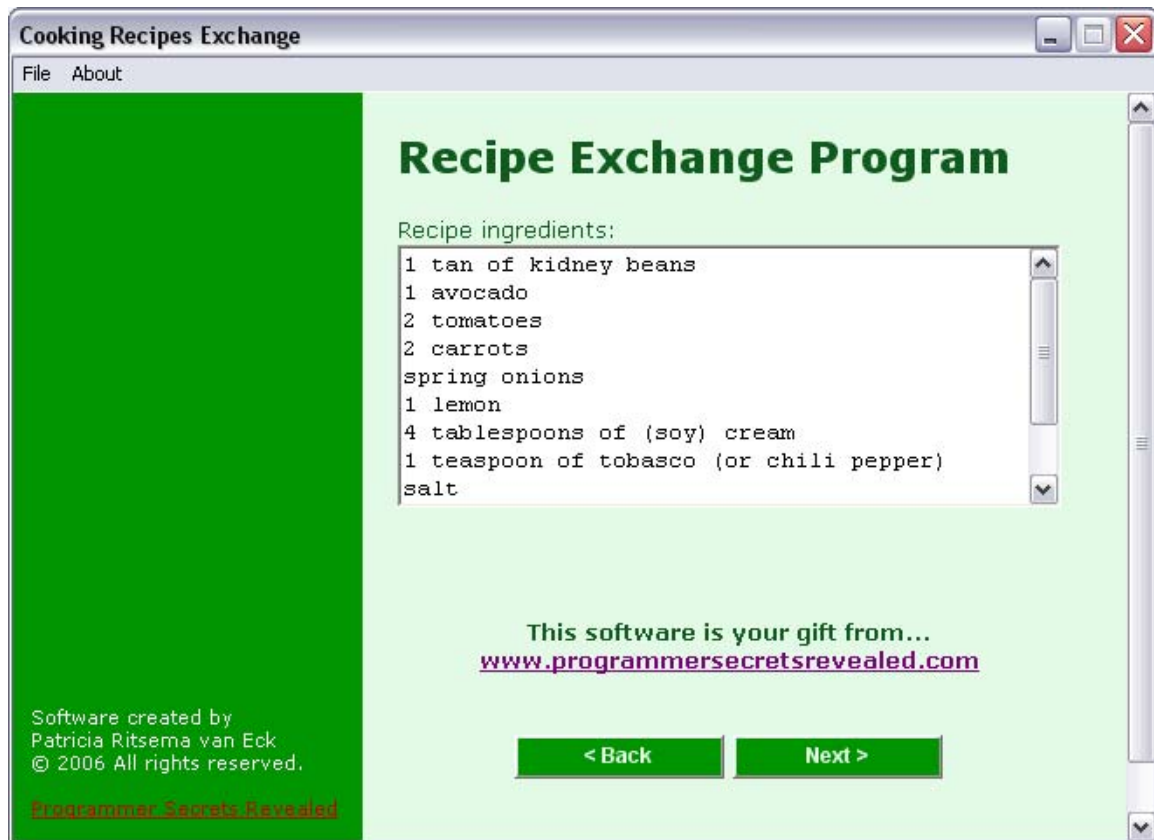 Cooking Recipes Exchange
File About
Recipe Exchange Program
Recipe ingredients:
1 tan of kidney beans
1 avocado
2 tomatoes
2 carrots
spring onions
1 lemon
4 tablespoons of (soy) cream
1 teaspoon of tobasco (or chili pepper)
salt
This software is your gift from...
www.programmersecretsrevealed.com
Software created by
Patricia Ritsema van Eck
© 2006 All rights reserved.
Programmer Secrets Revealed
< Back Next >